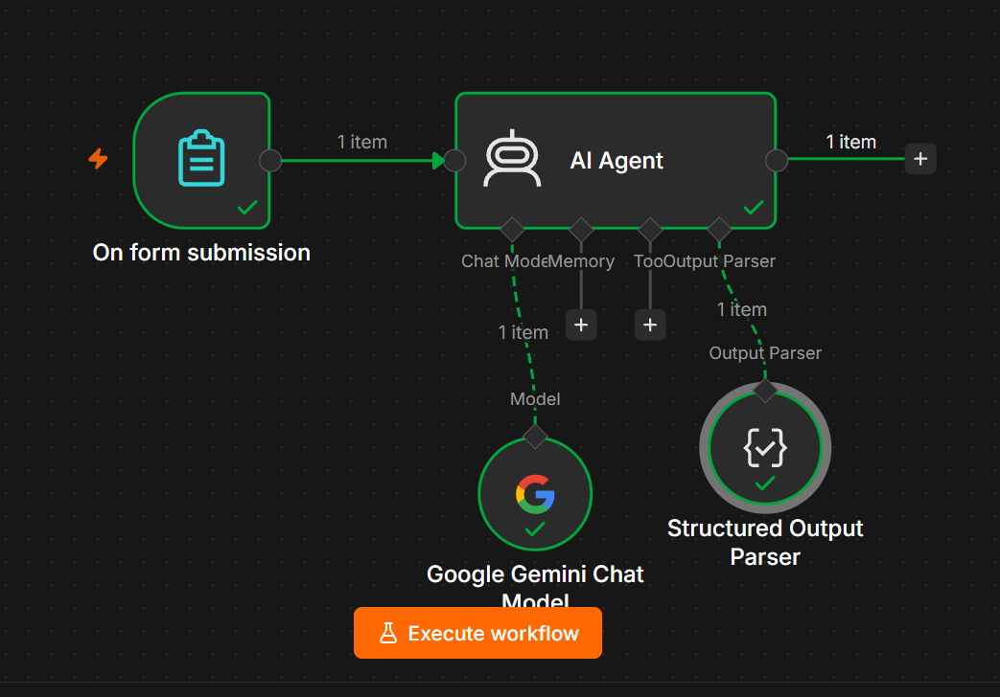 1 item
AI Agent
1 item
On form submission
Chat Mode
Memory
Too
Output Parser
1 item
1 item
Output Parser
Model
Structured Output
Parser
Google Gemini Chat
Model
Execute workflow